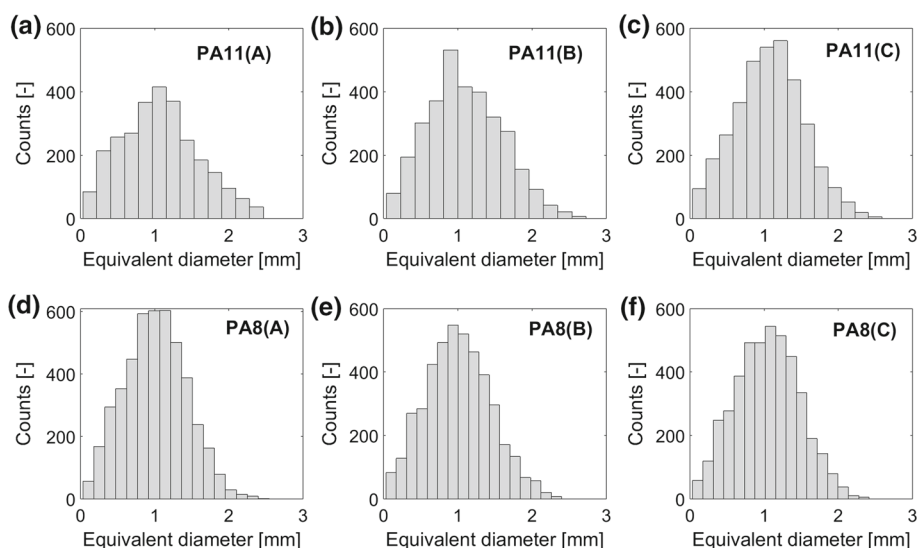 (a)
PA11(A)
Counts [-]
600
400
200
0
0 1 2 3
Equivalent diameter [mm]
(b)
PA11(B)
Counts [-]
600
400
200
0
0 1 2 3
Equivalent diameter [mm]
(c)
PA11(C)
Counts [-]
600
400
200
0
0 1 2 3
Equivalent diameter [mm]
(d)
PA8(A)
Counts [-]
600
400
200
0
0 1 2 3
Equivalent diameter [mm]
(e)
PA8(B)
Counts [-]
600
400
200
0
0 1 2 3
Equivalent diameter [mm]
(f)
PA8(C)
Counts [-]
600
400
200
0
0 1 2 3
Equivalent diameter [mm]